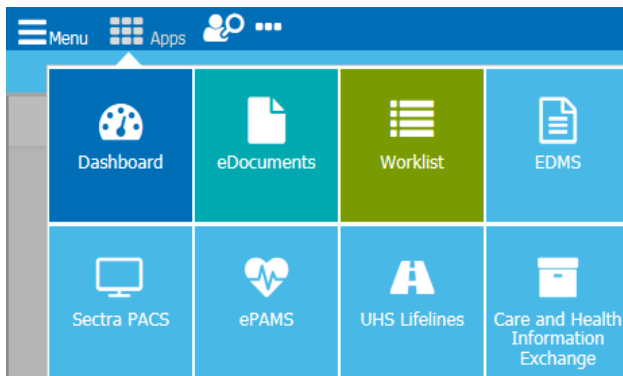 Menu Apps
Dashboard eDocuments Worklist EDMS
Sectra PACS ePAMS UHS Lifelines Care and Health
Information
Exchange